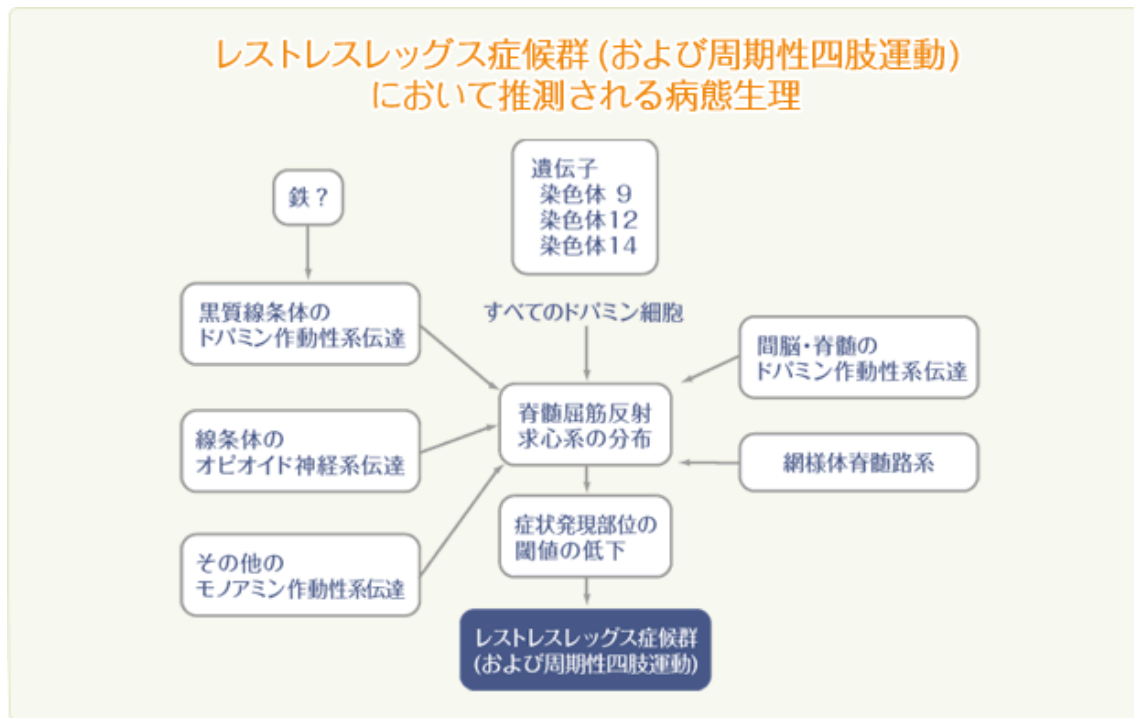 レストレスレッグス症候群(および周期性四肢運動)
において推測される病態生理
鉄？
遺伝子
染色体 9
染色体12
染色体14
黒質線条体の
ドパミン作動性系伝達
すべてのドパミン細胞
間脳・脊髄の
ドパミン作動性系伝達
脊髄屈筋反射
求心系の分布
線条体の
オピオイド神経系伝達
網様体脊髄路系
症状発現部位の
閾値の低下
その他の
モノアミン作動性系伝達
レストレスレッグス症候群
(および周期性四肢運動)